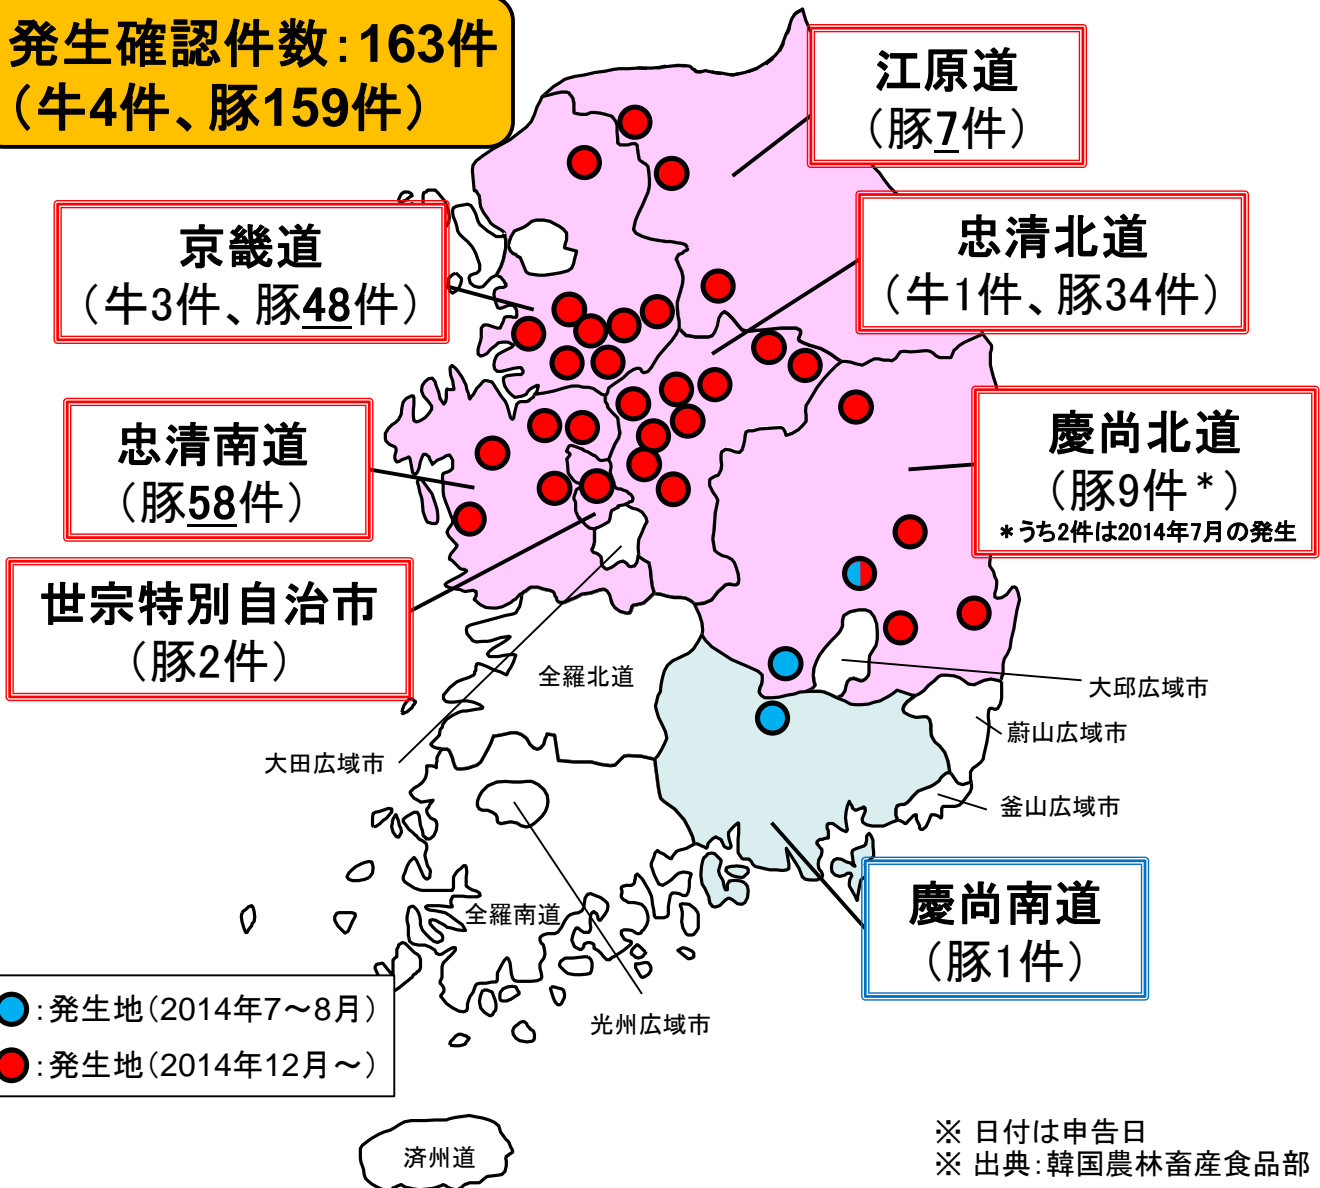 発生確認件数:163件
(牛4件、豚159件)
江原道
(豚7件)
京畿道
(牛3件、豚48件)
忠清北道
(牛1件、豚34件)
忠清南道
(豚58件)
慶尚北道
(豚9件*)
*うち2件は2014年7月の発生
世宗特別自治市
(豚2件)
全羅北道
大邱広域市
蔚山広域市
大田広域市
釜山広域市
慶尚南道
(豚1件)
全羅南道
光州広域市
:発生地(2014年7~8月)
:発生地(2014年12月~)
済州道
※ 日付は申告日
※ 出典:韓国農林畜産食品部